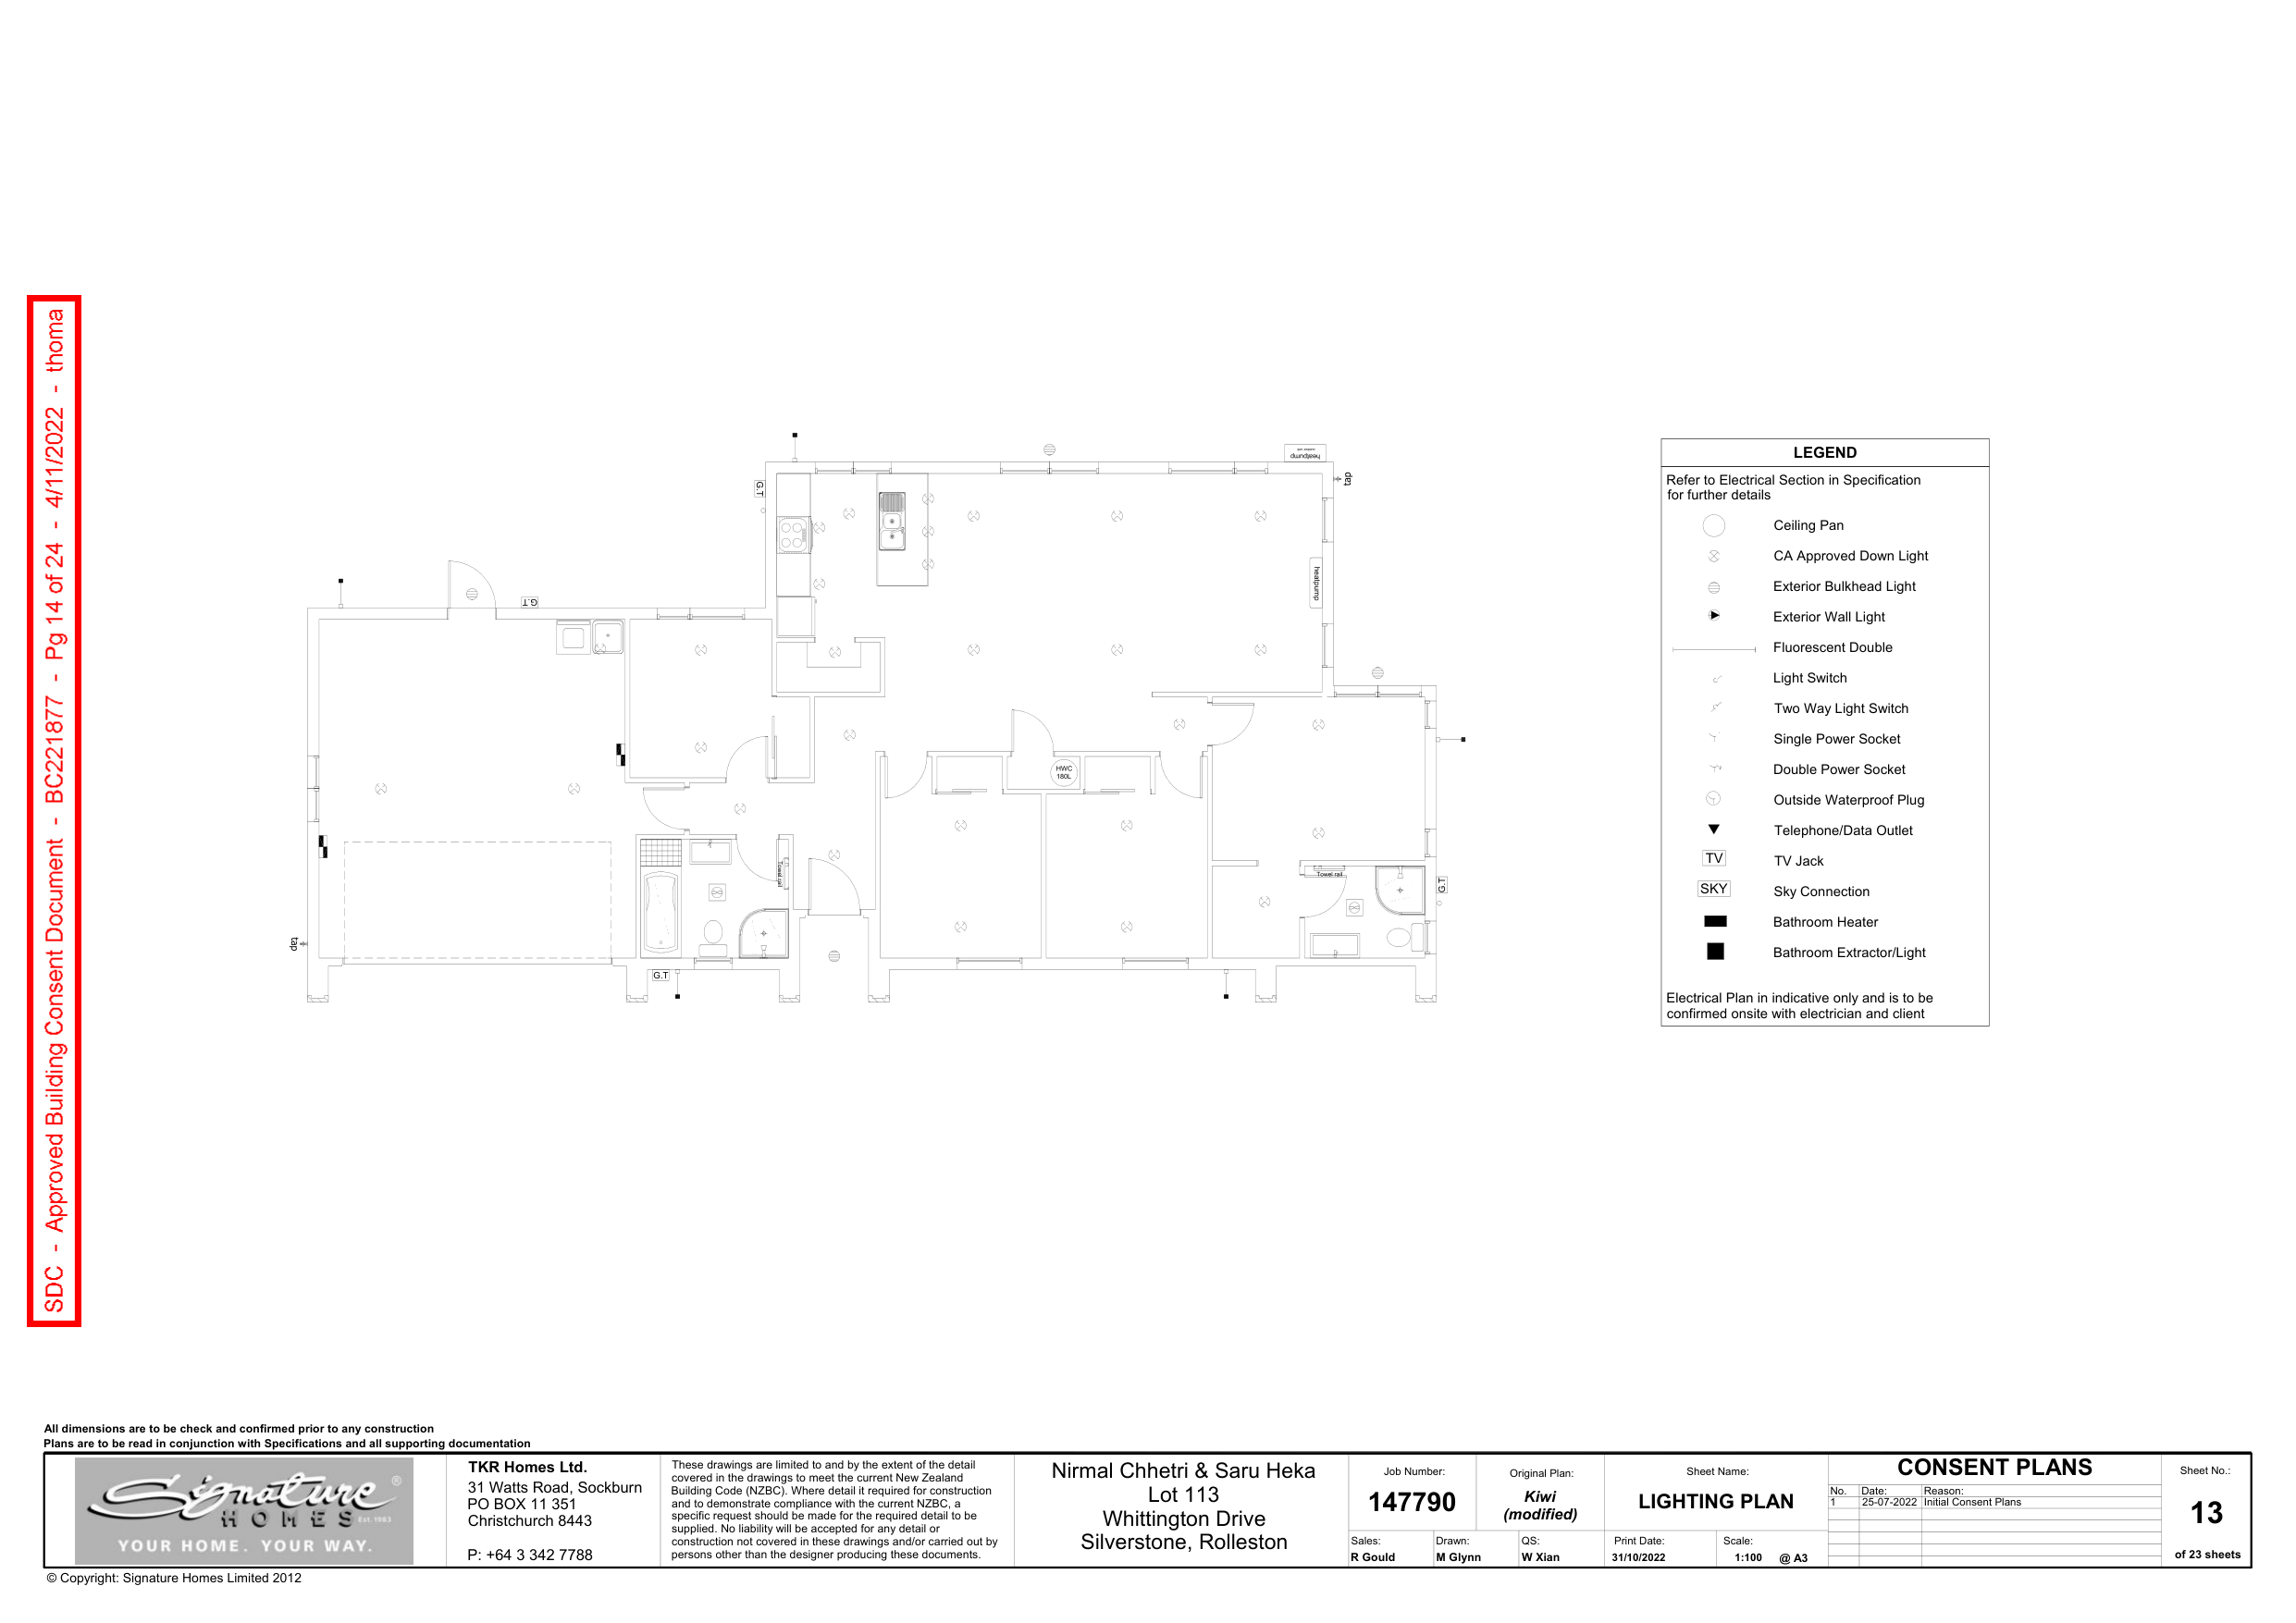 SDC - Approved Building Consent Document - BC221877 - Pg 14 of 24 - 4/11/2022 - thoma
heatpump
tap
G.T
heatpump
G.T
HWC
180L
Towel rail
Towel rail
G.T
tap
G.T
LEGEND
Refer to Electrical Section in Specification
for further details
Ceiling Pan
CA Approved Down Light
Exterior Bulkhead Light
Exterior Wall Light
Fluorescent Double
Light Switch
Two Way Light Switch
Single Power Socket
Double Power Socket
Outside Waterproof Plug
Telephone/Data Outlet
TV TV Jack
SKY Sky Connection
Bathroom Heater
Bathroom Extractor/Light
Electrical Plan in indicative only and is to be
confirmed onsite with electrician and client
All dimensions are to be check and confirmed prior to any construction
Plans are to be read in conjunction with Specifications and all supporting documentation
Signature ®
HOMES Est. 1983
YOUR HOME. YOUR WAY.
TKR Homes Ltd.
31 Watts Road, Sockburn
PO BOX 11 351
Christchurch 8443
P: +64 3 342 7788
These drawings are limited to and by the extent of the detail
covered in the drawings to meet the current New Zealand
Building Code (NZBC). Where detail it required for construction
and to demonstrate compliance with the current NZBC, a
specific request should be made for the required detail to be
supplied. No liability will be accepted for any detail or
construction not covered in these drawings and/or carried out by
persons other than the designer producing these documents.
Nirmal Chhetri & Saru Heka
Lot 113
Whittington Drive
Silverstone, Rolleston
Job Number:
147790
Original Plan:
Kiwi
(modified)
Sheet Name:
LIGHTING PLAN
Sales:
R Gould
Drawn:
M Glynn
QS:
W Xian
Print Date:
31/10/2022
Scale:
1:100 @ A3
CONSENT PLANS
No. Date: Reason:
1 25-07-2022 Initial Consent Plans
Sheet No.:
13
of 23 sheets
© Copyright: Signature Homes Limited 2012